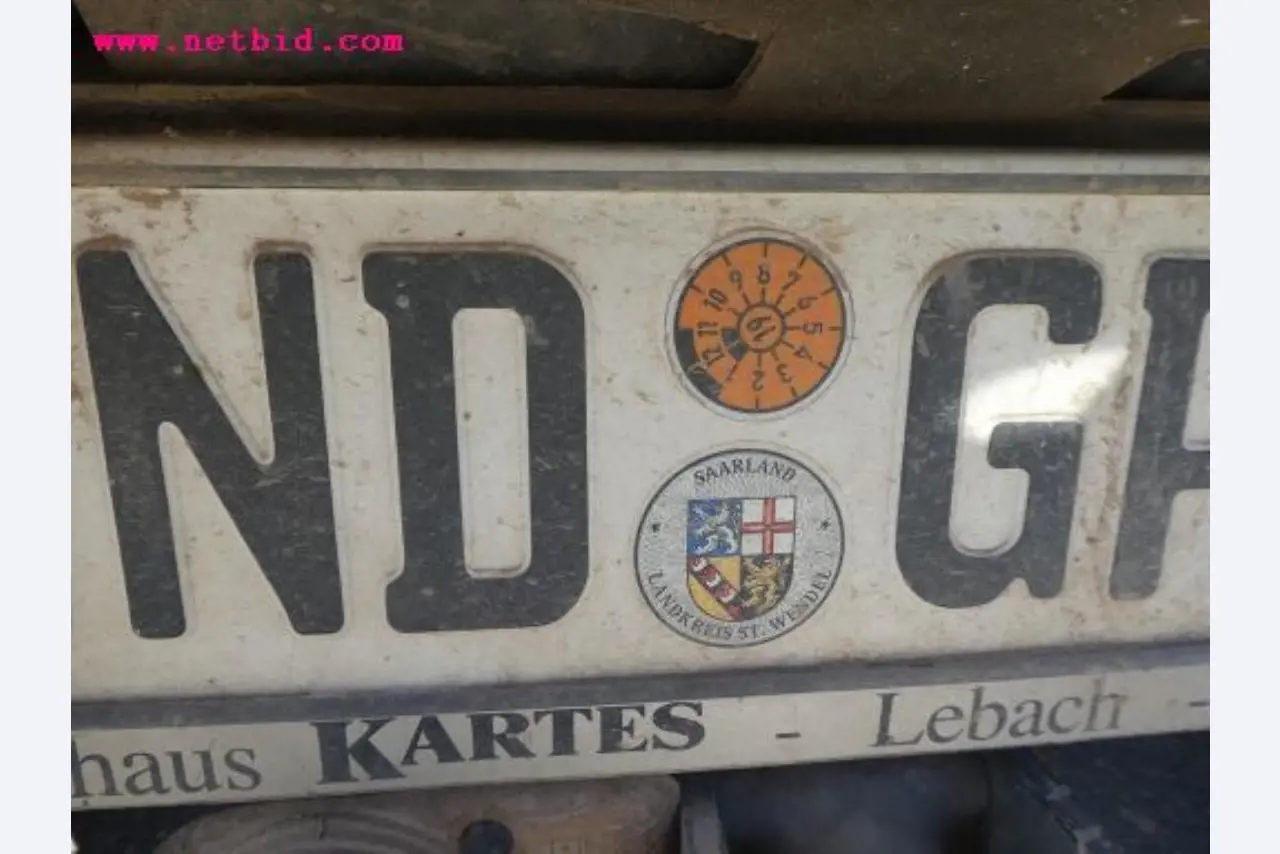 www.netbid.com
ND GR
9 8 7 6 5 4 3 2 1 12 11 10
19
SAARLAND
LANDKREIS ST. WENDEL
haus KARTES - Lebach -